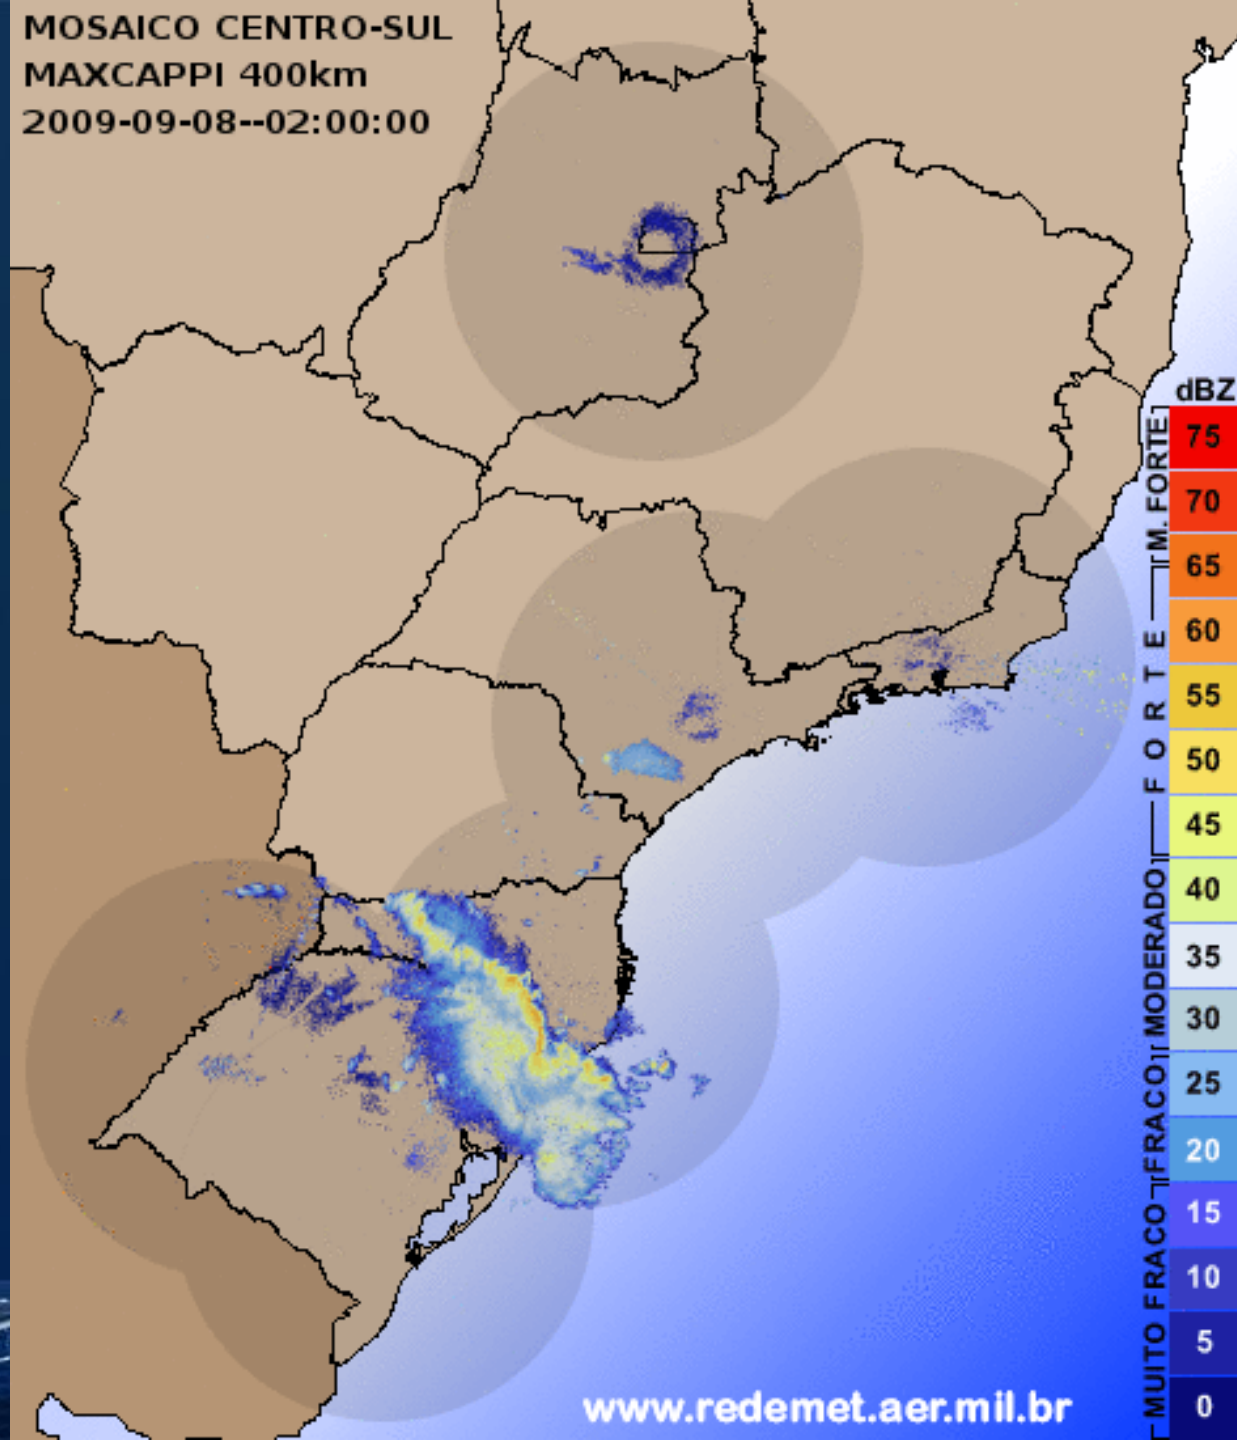 MOSAICO CENTRO-SUL
MAXCAPPI 400km
2009-09-08--02:00:00
dBZ
75
70
65
60
55
50
45
40
35
30
25
20
15
10
5
0
M. FORTE
FORTE
MODERADO
FRACO
MUITO FRACO
www.redemet.aer.mil.br